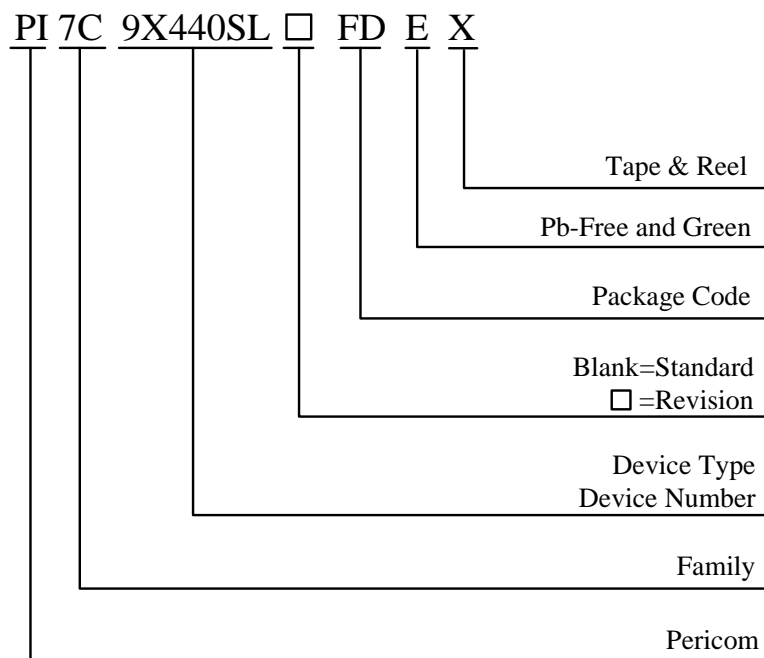 PI 7C 9X440SL □ FD E X
Tape & Reel
Pb-Free and Green
Package Code
Blank=Standard
□ =Revision
Device Type
Device Number
Family
Pericom